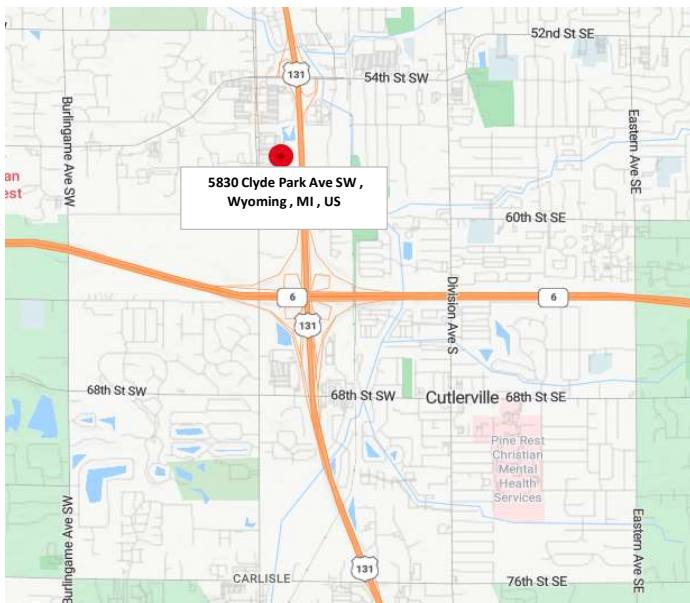 52nd St SE
131
54th St SW
Burlingame Ave SW
Eastern Ave SE
an
est
5830 Clyde Park Ave SW ,
Wyoming , MI , US
60th St SE
6
6
Division Ave S
131
68th St SW
68th St SW
Cutlerville
68th St SE
Pine Rest
Christian
Mental
Health
Services
Burlingame Ave SW
Eastern Ave SE
CARLISLE
131
76th St SE